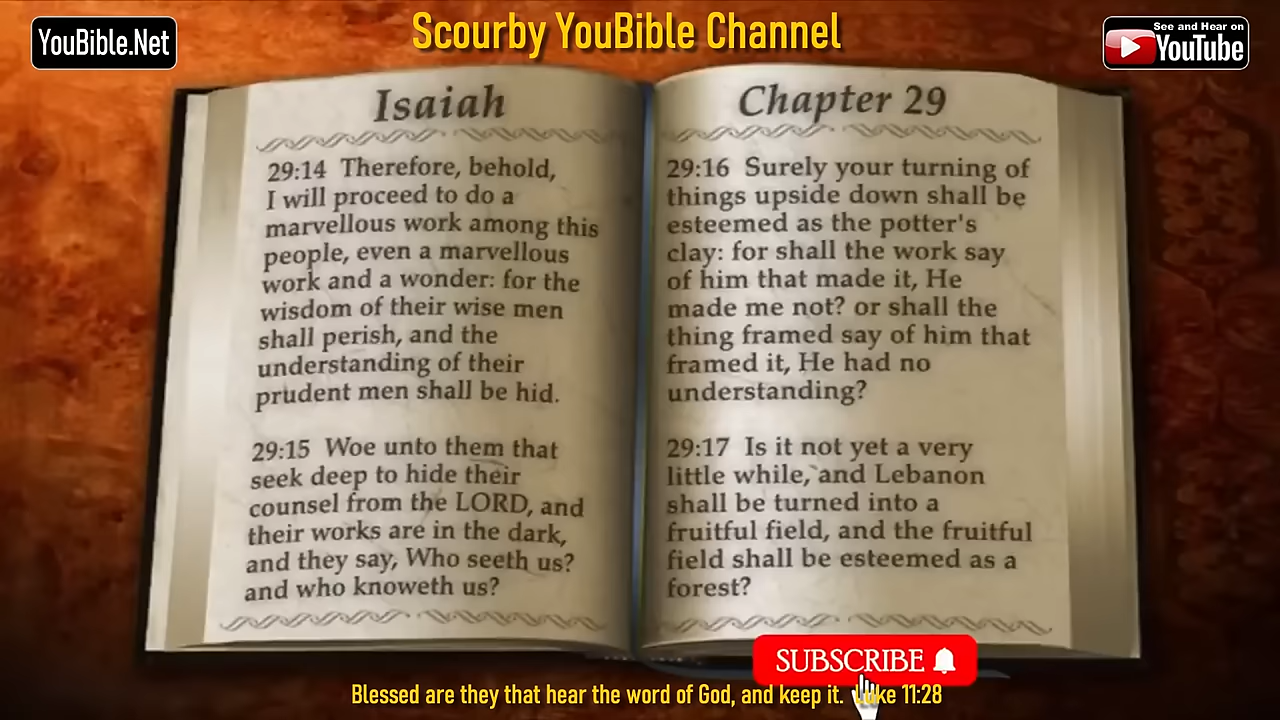 YouBible.Net
Scourby YouBible Channel
See and Hear on
YouTube
Isaiah
29:14 Therefore, behold,
I will proceed to do a
marvellous work among this
people, even a marvellous
work and a wonder: for the
wisdom of their wise men
shall perish, and the
understanding of their
prudent men shall be hid.
29:15 Woe unto them that
seek deep to hide their
counsel from the LORD, and
their works are in the dark,
and they say, Who seeth us?
and who knoweth us?
Chapter 29
29:16 Surely your turning of
things upside down shall be
esteemed as the potter's
clay: for shall the work say
of him that made it, He
made me not? or shall the
thing framed say of him that
framed it, He had no
understanding?
29:17 Is it not yet a very
little while, and Lebanon
shall be turned into a
fruitful field, and the fruitful
field shall be esteemed as a
forest?
SUBSCRIBE
Blessed are they that hear the word of God, and keep it. Luke 11:28